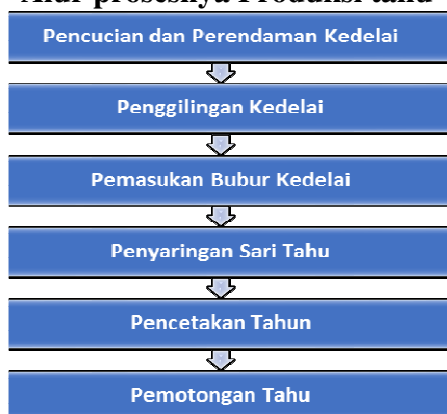 Alur prosesnya Produksi tahu
Pencucian dan Perendaman Kedelai
Penggilingan Kedelai
Pemasukan Bubur Kedelai
Penyaringan Sari Tahu
Pencetakan Tahun
Pemotongan Tahu